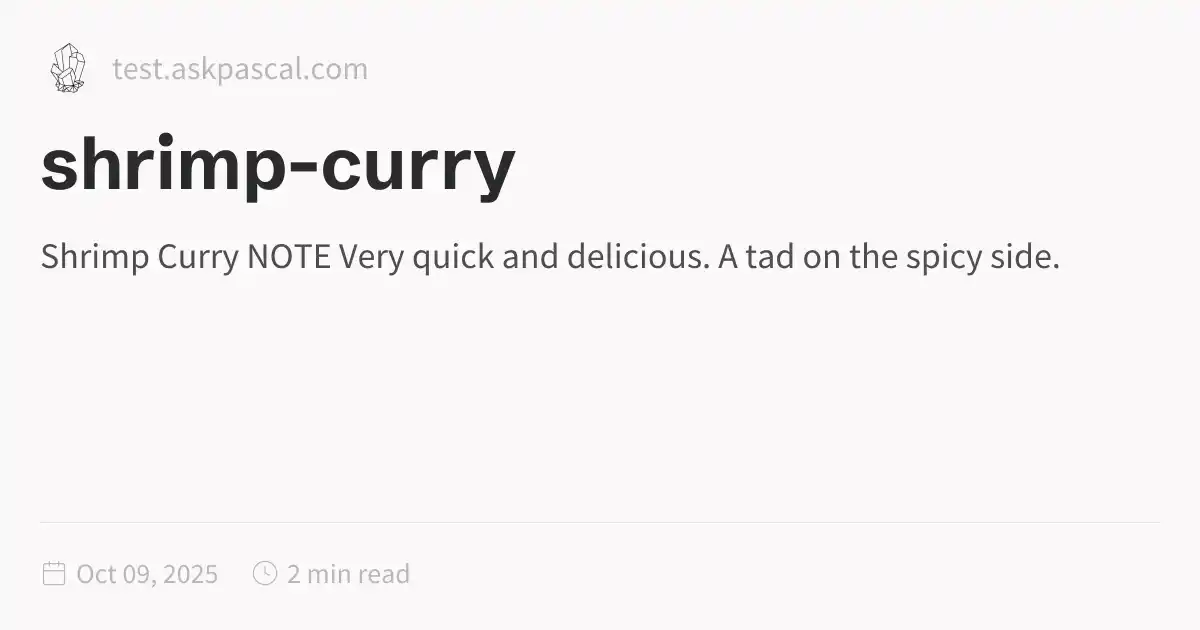 test.askpascal.com
shrimp-curry
Shrimp Curry NOTE Very quick and delicious. A tad on the spicy side.
Oct 09, 2025 2 min read